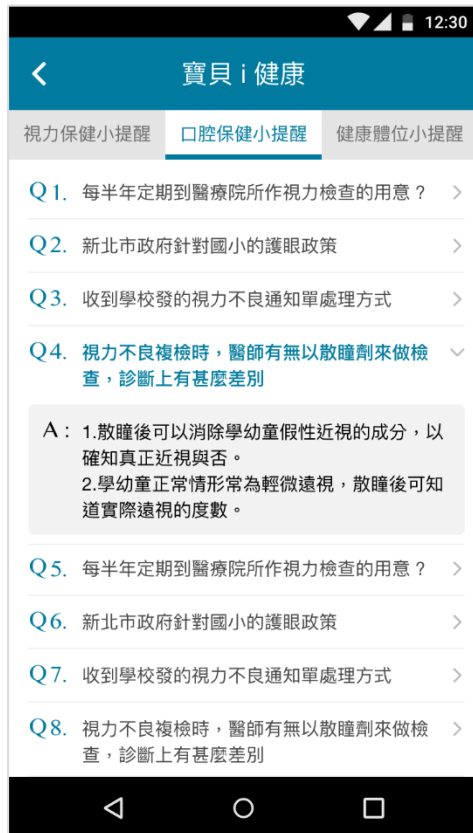 12:30
寶貝 i 健康
視力保健小提醒 口腔保健小提醒 健康體位小提醒
Q1. 每半年定期到醫療院所作視力檢查的用意？
Q2. 新北市政府針對國小的護眼政策
Q3. 收到學校發的視力不良通知單處理方式
Q4. 視力不良複檢時，醫師有無以散瞳劑來做檢
查，診斷上有甚麼差別
A： 1.散瞳後可以消除學幼童假性近視的成分，以
確知真正近視與否。
2.學幼童正常情形常為輕微遠視，散瞳後可知
道實際遠視的度數。
Q5. 每半年定期到醫療院所作視力檢查的用意？
Q6. 新北市政府針對國小的護眼政策
Q7. 收到學校發的視力不良通知單處理方式
Q8. 視力不良複檢時，醫師有無以散瞳劑來做檢
查，診斷上有甚麼差別